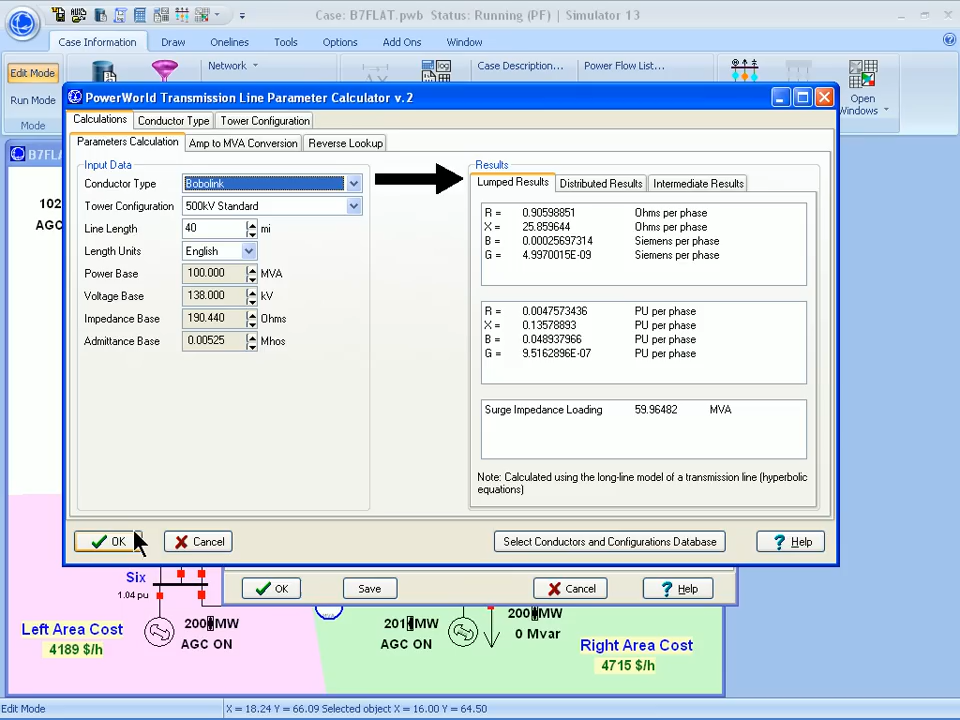 Case: B7FLAT.pwb Status: Running (PF) | Simulator 13
Case Information Draw Onelines Tools Options Add Ons Window
Edit Mode
Run Mode
Mode
Network
Case Description...
Power Flow List...
Open
Windows
PowerWorld Transmission Line Parameter Calculator v.2
Calculations Conductor Type Tower Configuration
Parameters Calculation Amp to MVA Conversion Reverse Lookup
Input Data
Conductor Type Bobolink
Tower Configuration 500kV Standard
Line Length 40 mi
Length Units English
Power Base 100.000 MVA
Voltage Base 138.000 kV
Impedance Base 190.440 Ohms
Admittance Base 0.00525 Mhos
Results
Lumped Results Distributed Results Intermediate Results
R = 0.90598851 Ohms per phase
X = 25.859644 Ohms per phase
B = 0.00025697314 Siemens per phase
G = 4.9970015E-09 Siemens per phase
R = 0.0047573436 PU per phase
X = 0.13578893 PU per phase
B = 0.048937966 PU per phase
G = 9.5162896E-07 PU per phase
Surge Impedance Loading 59.96482 MVA
Note: Calculated using the long-line model of a transmission line (hyperbolic
equations)
OK Cancel Select Conductors and Configurations Database ? Help
B7FL
102
AGC
OK Save Cancel ? Help
Six
1.04 pu
200 MW
AGC ON
201 MW
AGC ON
200 MW
0 Mvar
Left Area Cost
4189 $/h
Right Area Cost
4715 $/h
Edit Mode X = 18.24 Y = 66.09 Selected object X = 16.00 Y = 64.50